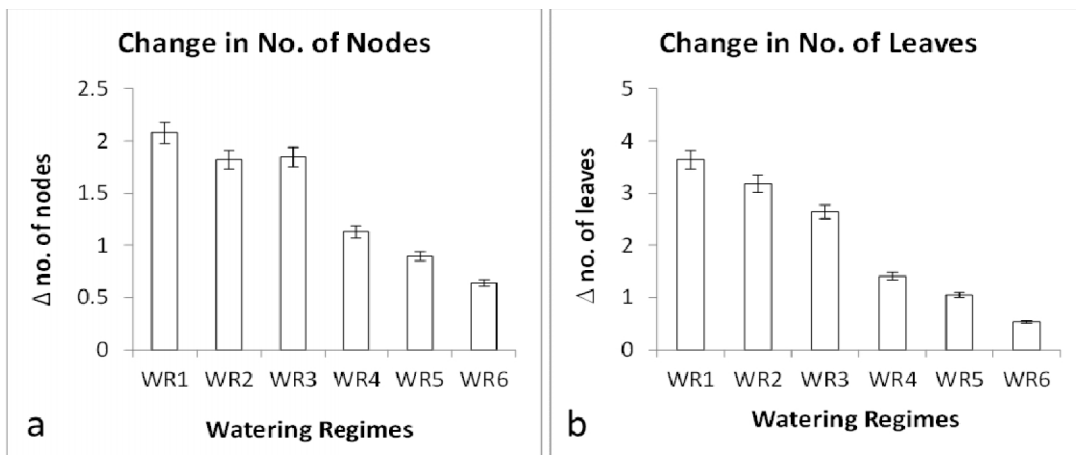 Change in No. of Nodes
2.5
2
1.5
1
0.5
0
Δ no. of nodes
WR1 WR2 WR3 WR4 WR5 WR6
Watering Regimes
a
Change in No. of Leaves
5
4
3
2
1
0
Δ no. of leaves
WR1 WR2 WR3 WR4 WR5 WR6
Watering Regimes
b